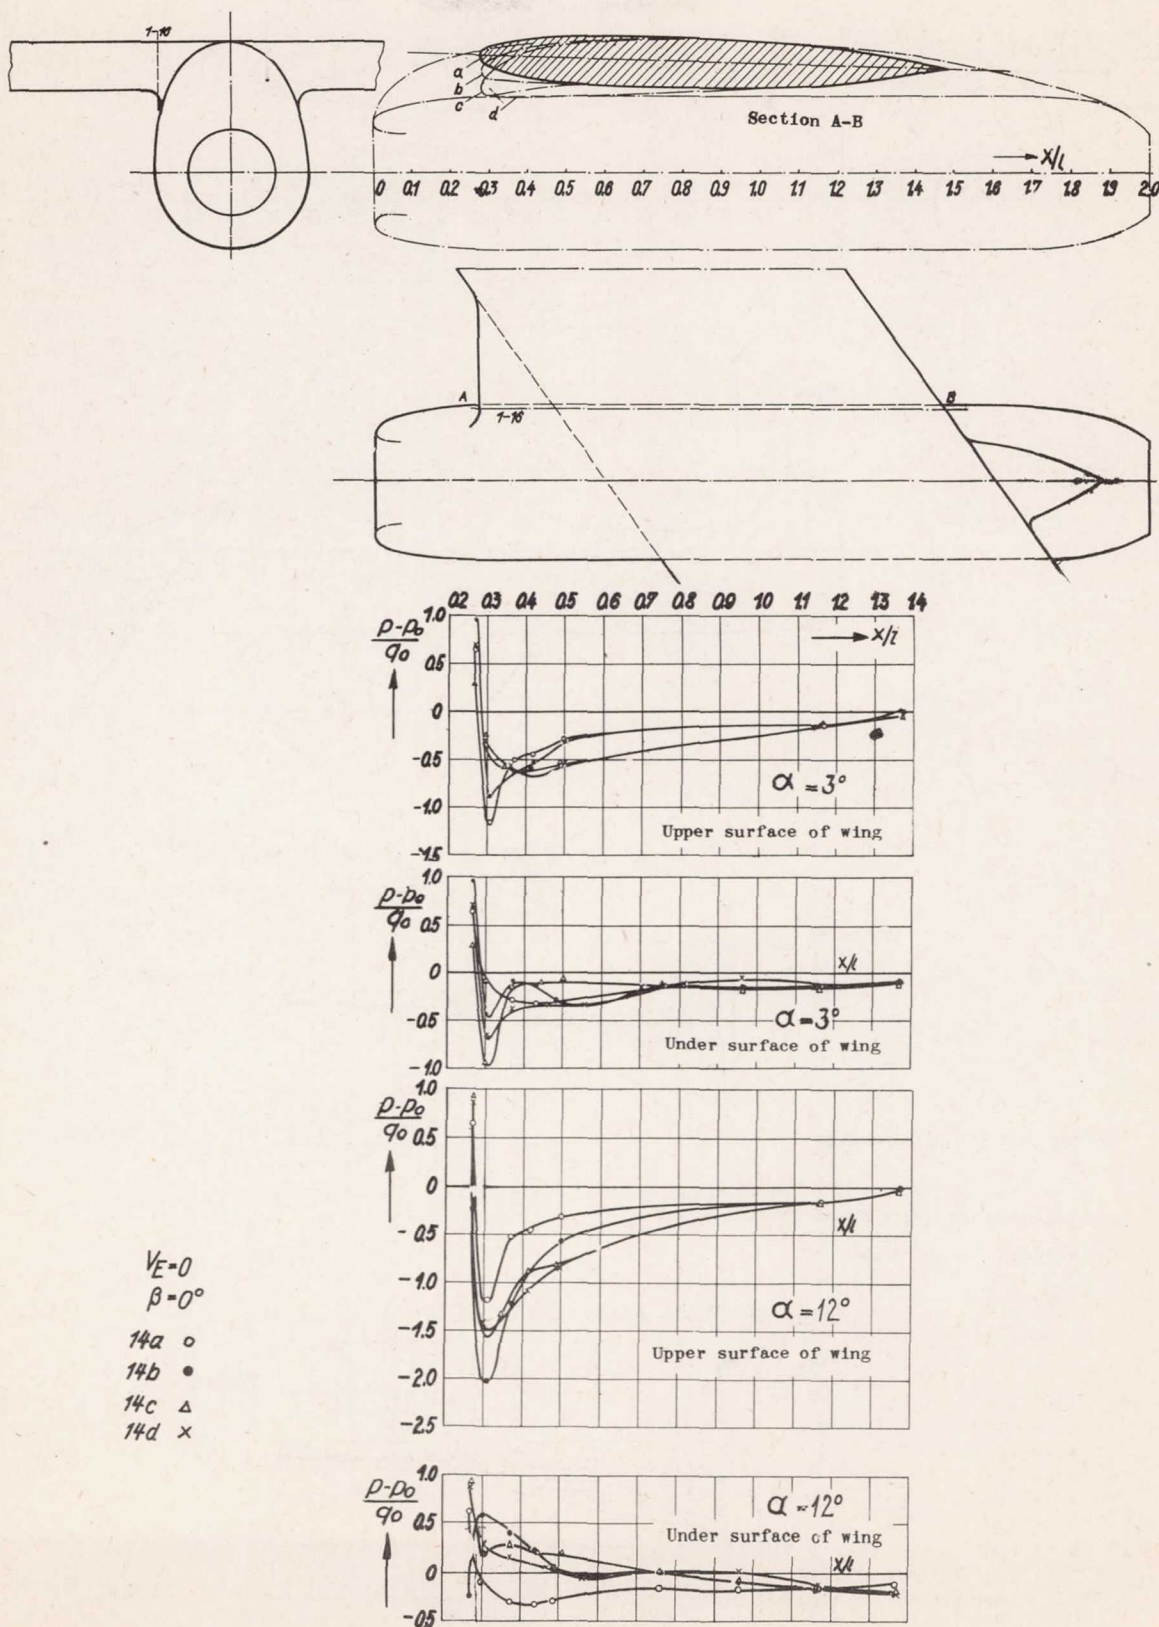 1-16
a
b
c
d
Section A-B
x/l
0 0.1 0.2 0.3 0.4 0.5 0.6 0.7 0.8 0.9 1.0 1.1 1.2 1.3 1.4 1.5 1.6 1.7 1.8 1.9 2.0
A
B
1-16
0.2 0.3 0.4 0.5 0.6 0.7 0.8 0.9 1.0 1.1 1.2 1.3 1.4
p-p0
q0
x/l
1.0
0.5
0
-0.5
-1.0
-1.5
α = 3°
Upper surface of wing
p-p0
q0
1.0
0.5
0
-0.5
-1.0
x/l
α = 3°
Under surface of wing
p-p0
q0
1.0
0.5
0
-0.5
-1.0
-1.5
-2.0
-2.5
x/l
α = 12°
Upper surface of wing
VE=0
β=0°
14a ○
14b ●
14c △
14d ×
p-p0
q0
1.0
0.5
0
-0.5
α = 12°
Under surface of wing
x/l